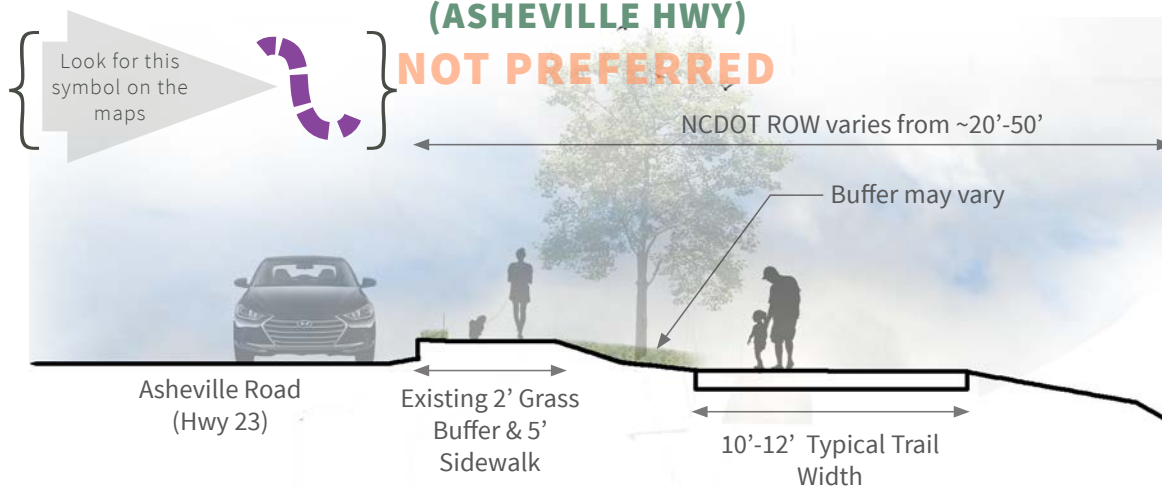 (ASHEVILLE HWY)
NOT PREFERRED
Look for this
symbol on the
maps
NCDOT ROW varies from ~20’-50’
Buffer may vary
Asheville Road
(Hwy 23)
Existing 2’ Grass
Buffer & 5’
Sidewalk
10’-12’ Typical Trail
Width